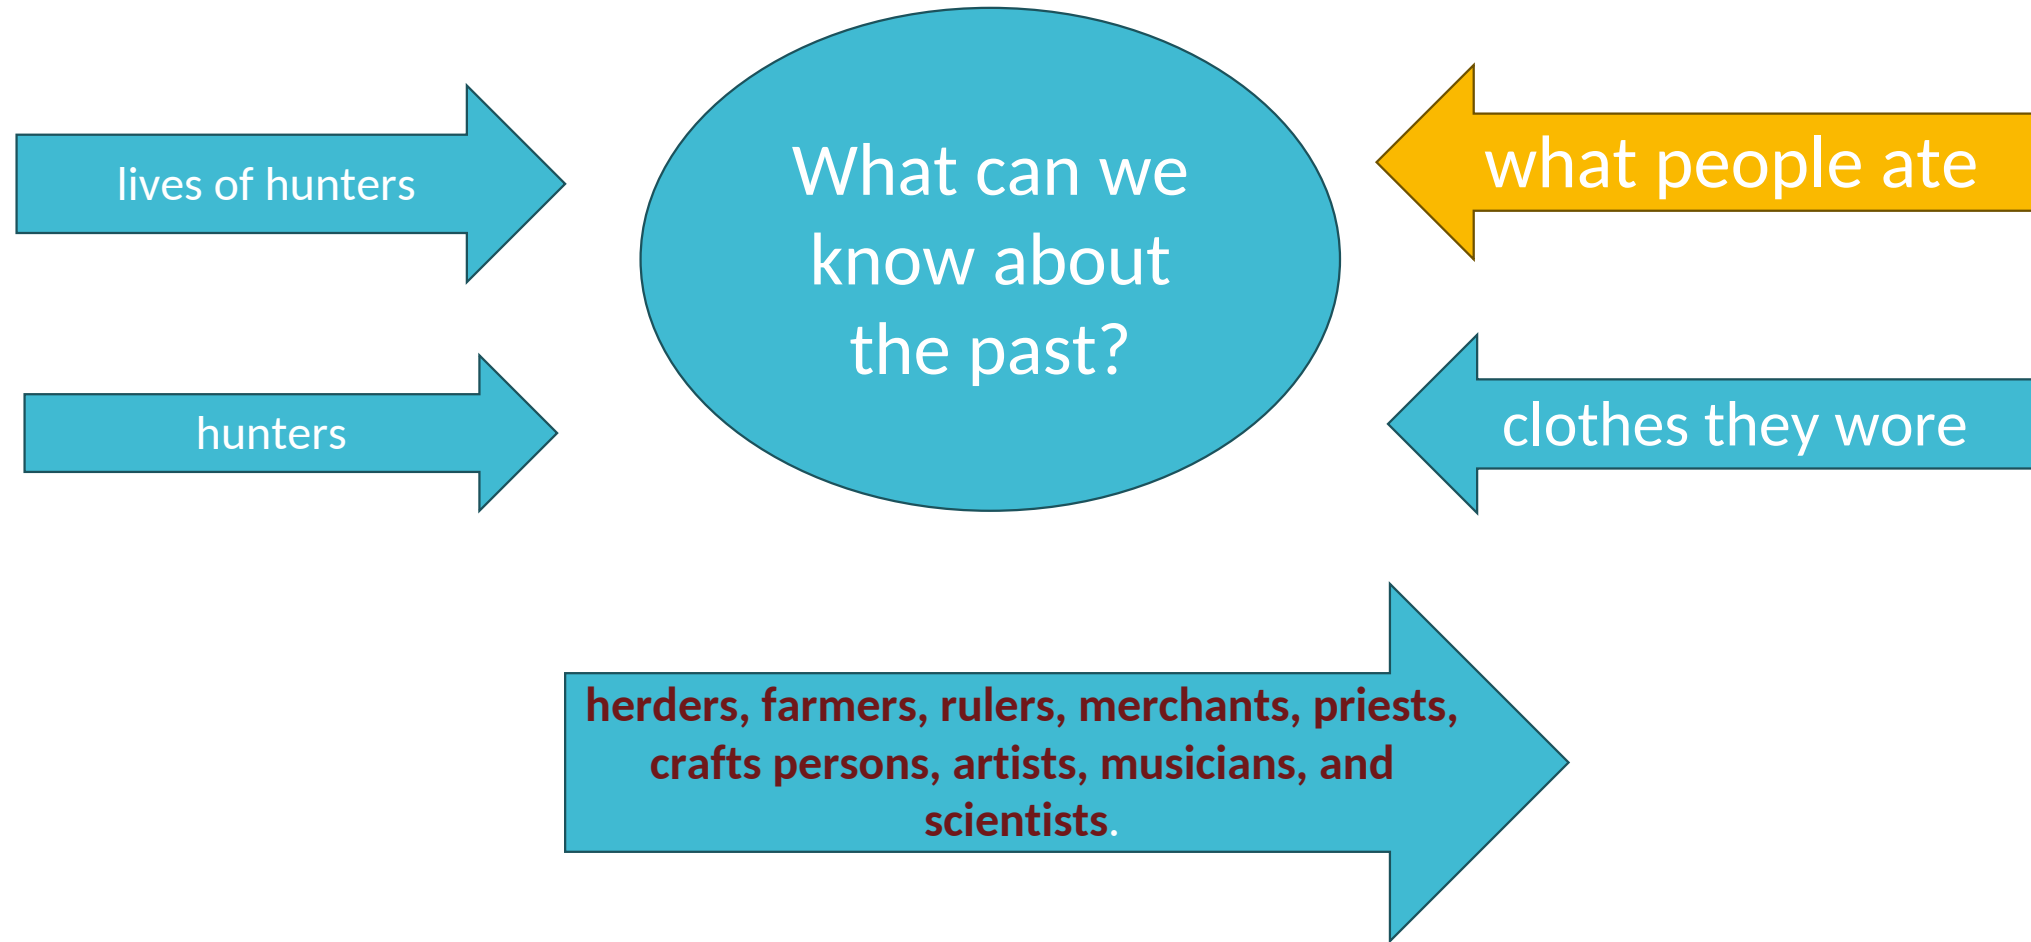 lives of hunters
What can we
know about
the past?
what people ate
hunters
clothes they wore
herders, farmers, rulers, merchants, priests,
crafts persons, artists, musicians, and
scientists.